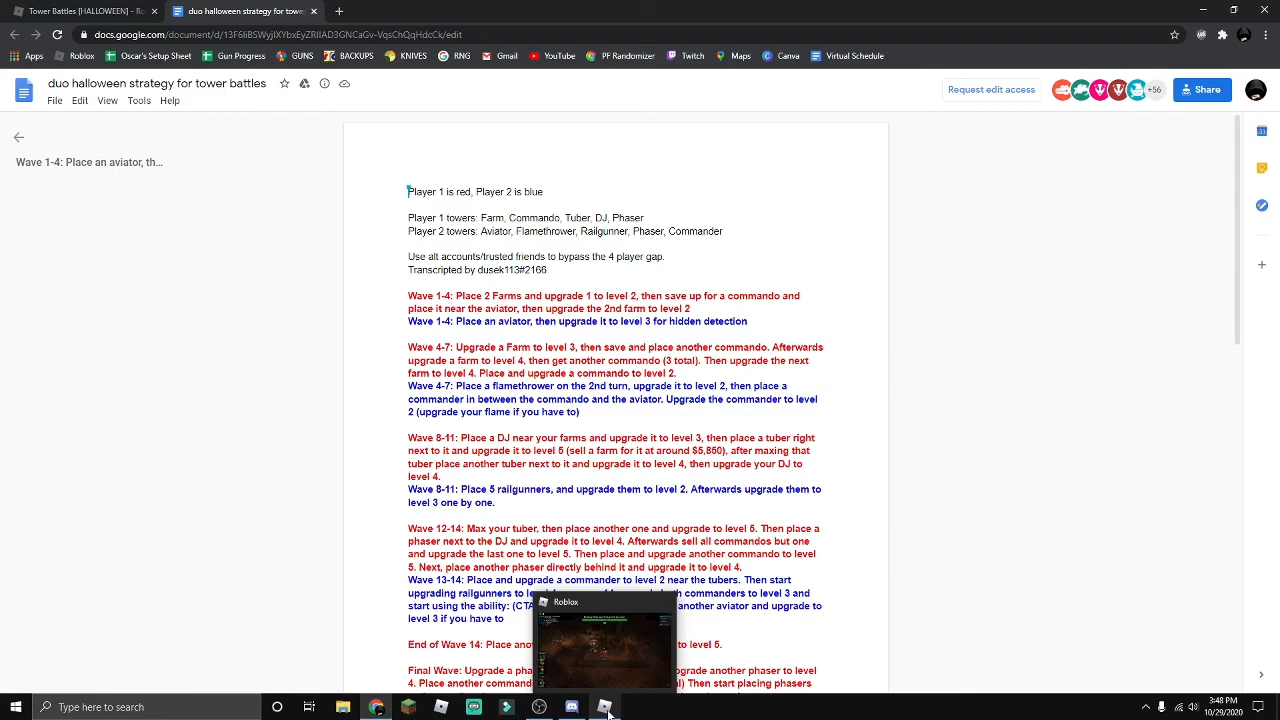 Tower Battles [HALLOWEEN] - Ro
duo halloween strategy for towe
docs.google.com/document/d/13F6liBSWyjIXYbxEyZRIIAD3GNCaGv-VqsChQqHdcCk/edit
Apps Roblox Oscar's Setup Sheet Gun Progress GUNS BACKUPS KNIVES RNG Gmail YouTube PF Randomizer Twitch Maps Canva Virtual Schedule
duo halloween strategy for tower battles
File Edit View Tools Help
Request edit access
+56
Share
Wave 1-4: Place an aviator, th...
Player 1 is red, Player 2 is blue
Player 1 towers: Farm, Commando, Tuber, DJ, Phaser
Player 2 towers: Aviator, Flamethrower, Railgunner, Phaser, Commander
Use alt accounts/trusted friends to bypass the 4 player gap.
Transcripted by dusek113#2166
Wave 1-4: Place 2 Farms and upgrade 1 to level 2, then save up for a commando and
place it near the aviator, then upgrade the 2nd farm to level 2
Wave 1-4: Place an aviator, then upgrade it to level 3 for hidden detection
Wave 4-7: Upgrade a Farm to level 3, then save and place another commando. Afterwards
upgrade a farm to level 4, then get another commando (3 total). Then upgrade the next
farm to level 4. Place and upgrade a commando to level 2.
Wave 4-7: Place a flamethrower on the 2nd turn, upgrade it to level 2, then place a
commander in between the commando and the aviator. Upgrade the commander to level
2 (upgrade your flame if you have to)
Wave 8-11: Place a DJ near your farms and upgrade it to level 3, then place a tuber right
next to it and upgrade it to level 5 (sell a farm for it at around $5,850), after maxing that
tuber place another tuber next to it and upgrade it to level 4, then upgrade your DJ to
level 4.
Wave 8-11: Place 5 railgunners, and upgrade them to level 2. Afterwards upgrade them to
level 3 one by one.
Wave 12-14: Max your tuber, then place another one and upgrade to level 5. Then place a
phaser next to the DJ and upgrade it to level 4. Afterwards sell all commandos but one
and upgrade the last one to level 5. Then place and upgrade another commando to level
5. Next, place another phaser directly behind it and upgrade it to level 4.
Wave 13-14: Place and upgrade a commander to level 2 near the tubers. Then start
upgrading railgunners to commanders to level 3 and
start using the ability: (CTA another aviator and upgrade to
level 3 if you have to
End of Wave 14: Place ano to level 5.
Final Wave: Upgrade a pha pgrade another phaser to level
4. Place another command Then start placing phasers
Roblox
Type here to search
3:48 PM
10/29/2020